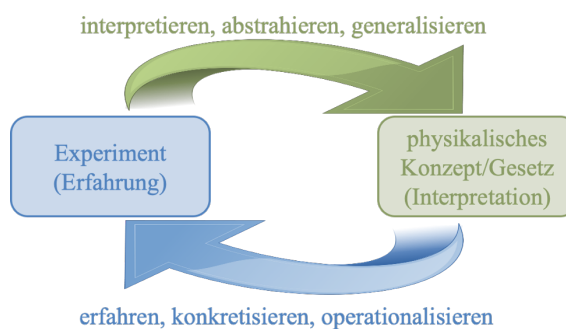 interpretieren, abstrahieren, generalisieren
Experiment
(Erfahrung)
physikalisches
Konzept/Gesetz
(Interpretation)
erfahren, konkretisieren, operationalisieren